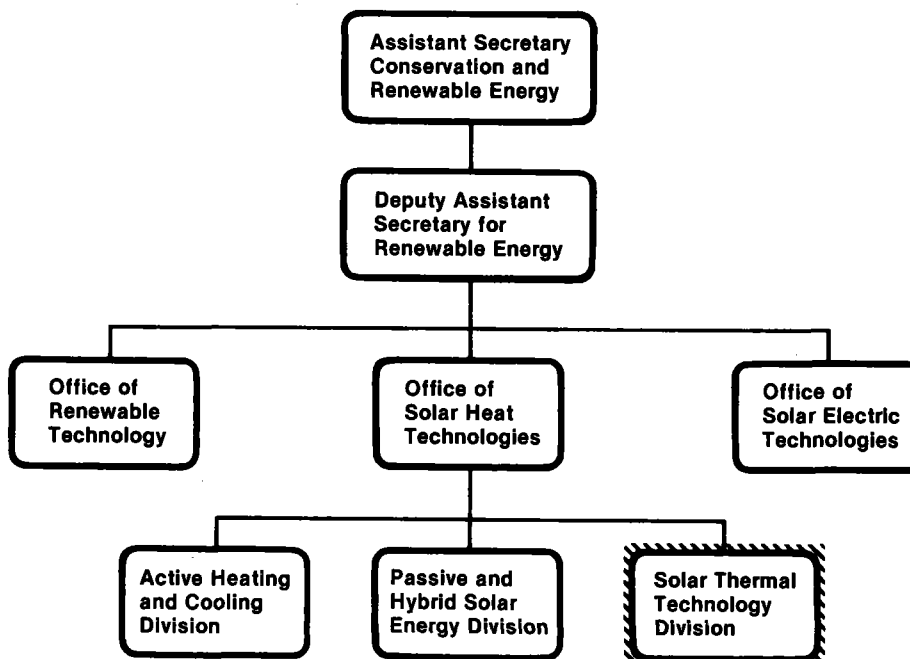 Assistant Secretary
Conservation and
Renewable Energy
Deputy Assistant
Secretary for
Renewable Energy
Office of
Renewable
Technology
Office of
Solar Heat
Technologies
Office of
Solar Electric
Technologies
Active Heating
and Cooling
Division
Passive and
Hybrid Solar
Energy Division
Solar Thermal
Technology
Division